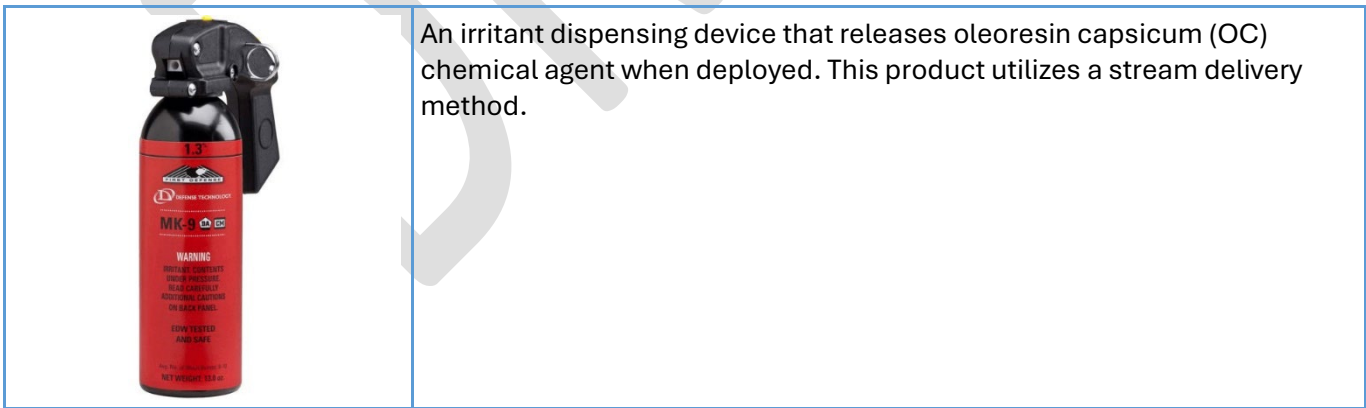 An irritant dispensing device that releases oleoresin capsicum (OC)
chemical agent when deployed. This product utilizes a stream delivery
method.
1.3%
FIRST DEFENSE
DEFENSE TECHNOLOGY
MK-9
WARNING
IRRITANT. CONTENTS
UNDER PRESSURE.
READ CAREFULLY
ADDITIONAL CAUTIONS
ON BACK PANEL.
EDW TESTED
AND SAFE